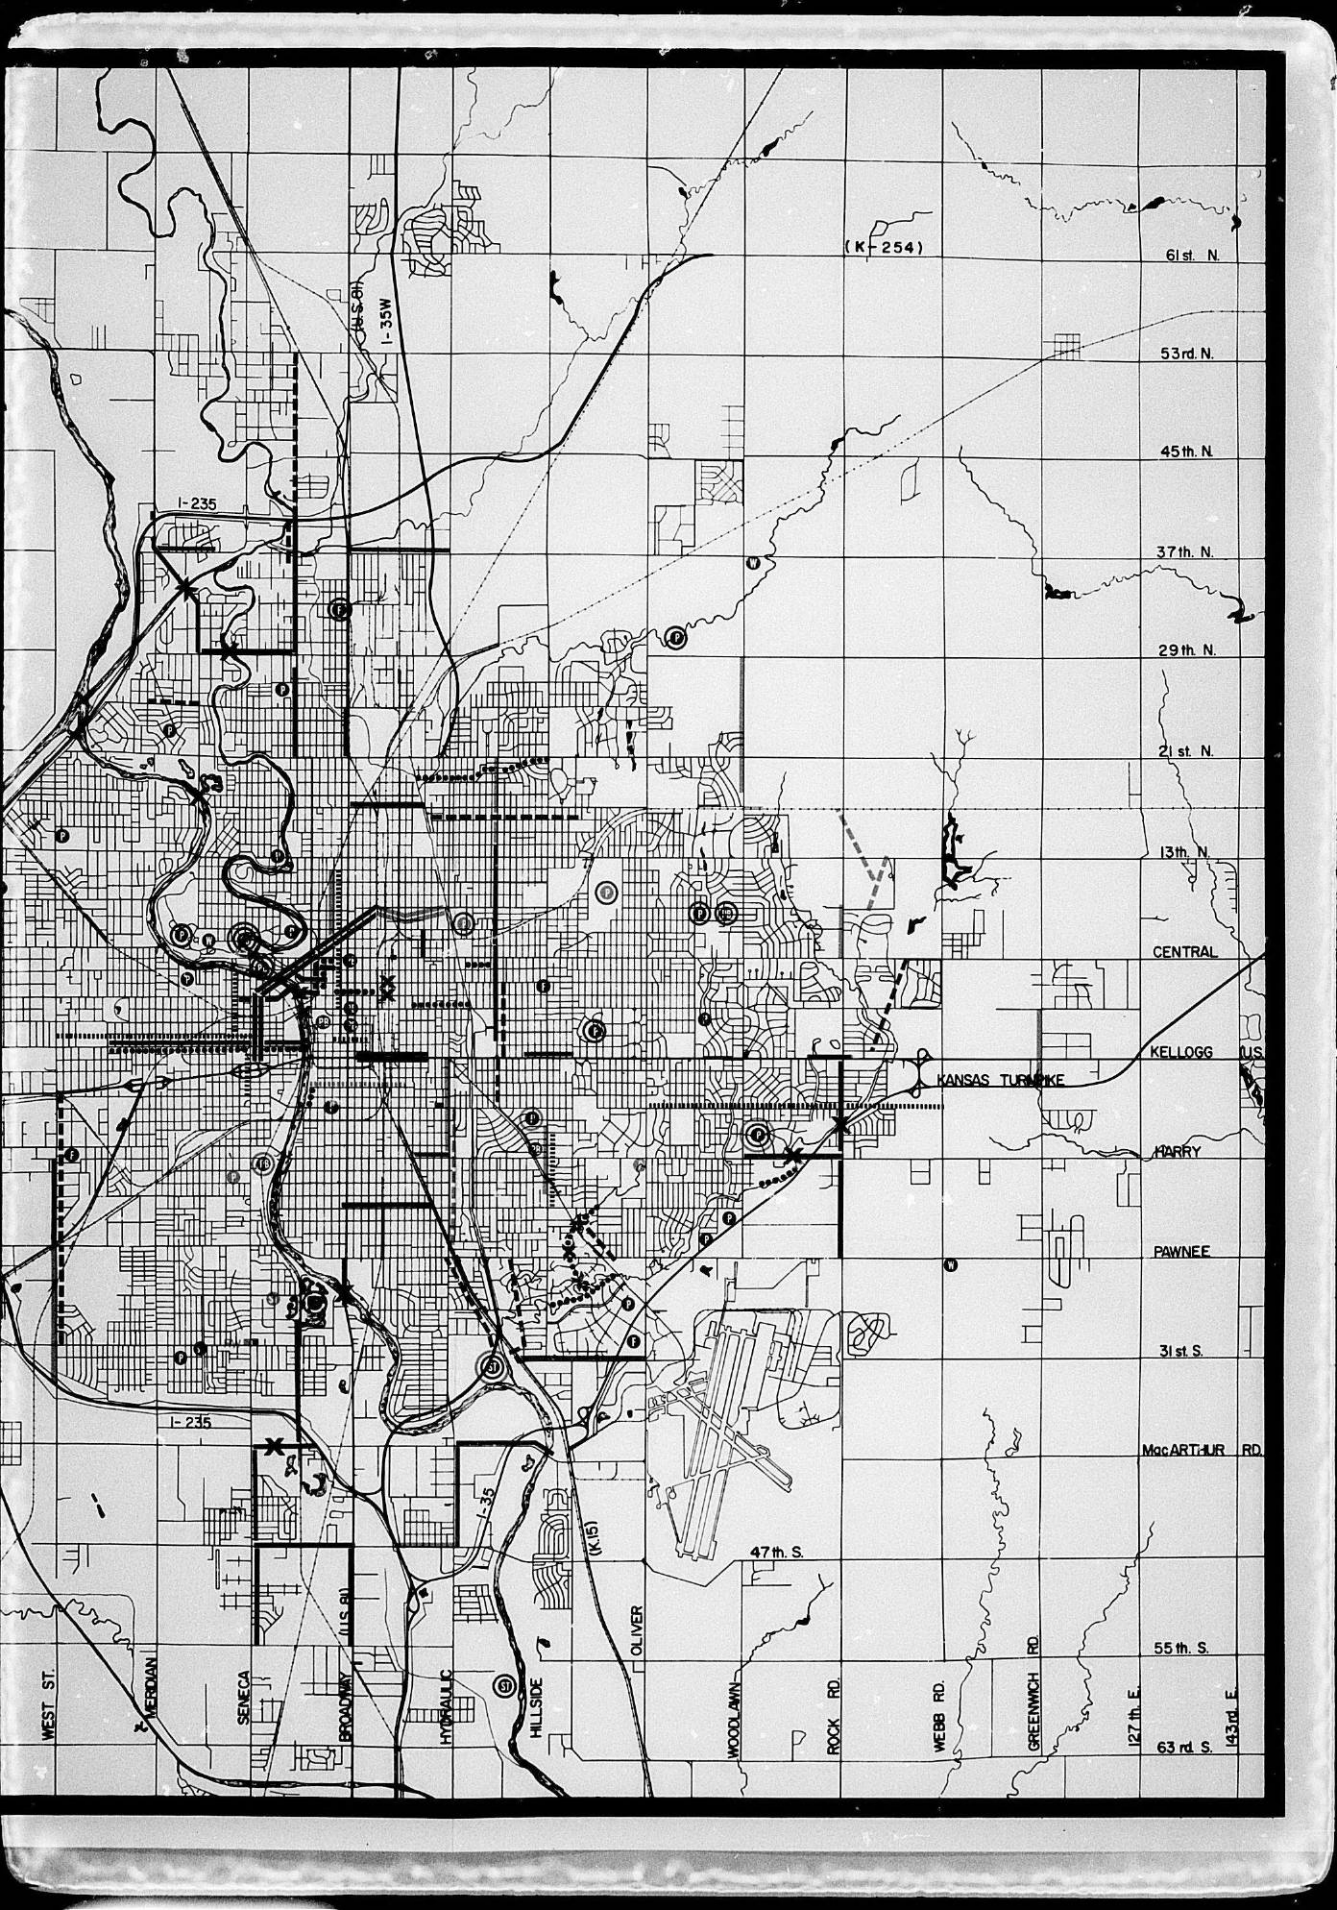 (K-254)
61st. N.
(U.S. 81)
I-35W
53rd. N.
45th. N.
I-235
37th. N.
W
F
P
29th. N.
P
P
21st. N.
P
13th. N.
P
P
P
P
W
CENTRAL
P
F
F
P
KELLOGG (U.S.
KANSAS TURNPIKE
P
P
HARRY
F
P
P
PAWNEE
W
P
F
31st. S.
P
I-235
MacARTHUR RD.
I-35
(K.15)
47th. S.
(U.S. 81)
55th. S.
WEST ST.
MERIDIAN
SENECA
BROADWAY
HYDRAULIC
HILLSIDE
OLIVER
WOODLAWN
ROCK RD.
WEBB RD.
GREENWICH RD.
127th E.
143rd E.
63rd. S.